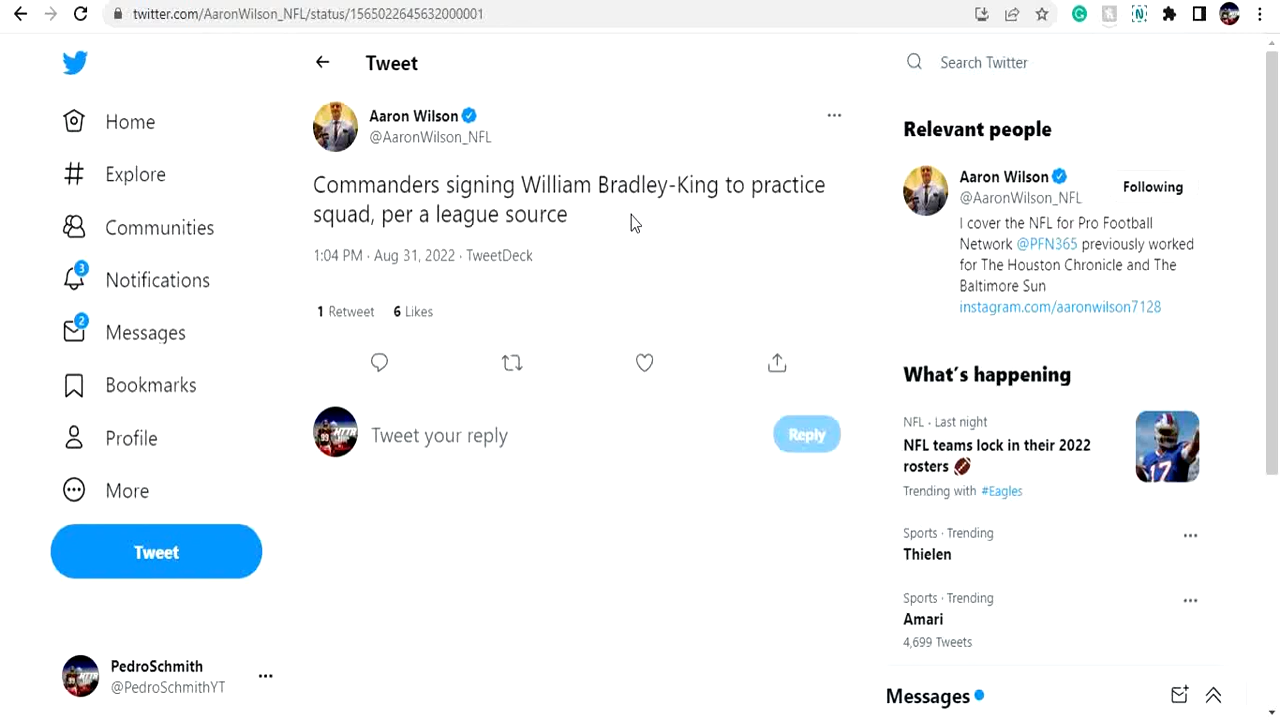 twitter.com/AaronWilson_NFL/status/1565022645632000001
Tweet
Search Twitter
Home
Explore
Communities
3
Notifications
2
Messages
Bookmarks
Profile
More
Tweet
PedroSchmith
@PedroSchmithYT
Aaron Wilson
@AaronWilson_NFL
Commanders signing William Bradley-King to practice
squad, per a league source
1:04 PM · Aug 31, 2022 · TweetDeck
1 Retweet 6 Likes
Tweet your reply
Reply
Relevant people
Aaron Wilson
@AaronWilson_NFL
Following
I cover the NFL for Pro Football
Network @PFN365 previously worked
for The Houston Chronicle and The
Baltimore Sun
instagram.com/aaronwilson7128
What's happening
NFL · Last night
NFL teams lock in their 2022
rosters 🏈
Trending with #Eagles
17
Sports · Trending
Thielen
Sports · Trending
Amari
4,699 Tweets
Messages